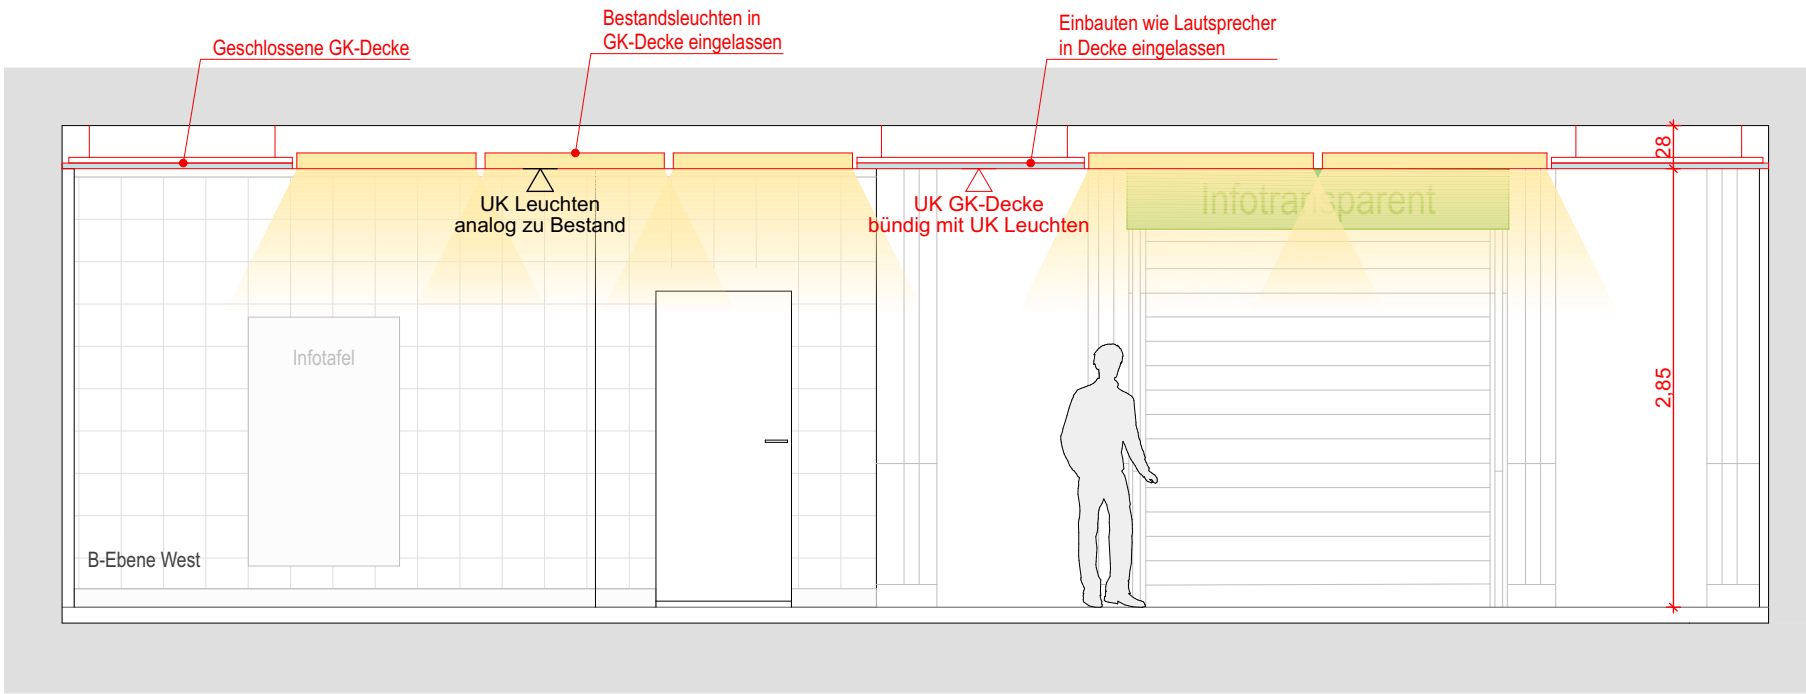 Bestandsleuchten in
GK-Decke eingelassen
Einbauten wie Lautsprecher
in Decke eingelassen
Geschlossene GK-Decke
28
UK Leuchten
analog zu Bestand
UK GK-Decke
bündig mit UK Leuchten
Infotransparent
Infotafel
2,85
B-Ebene West